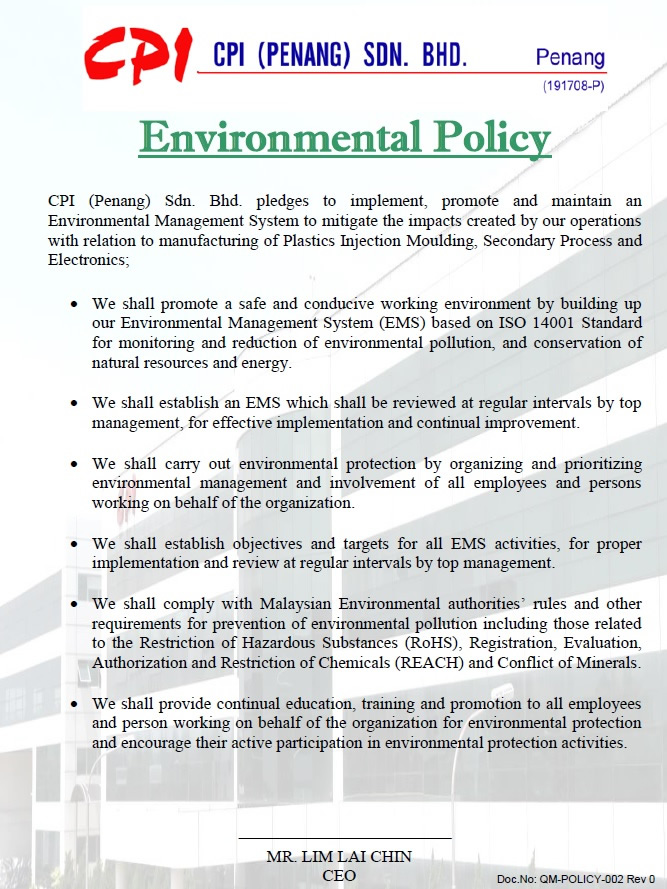 CPI CPI (PENANG) SDN. BHD. Penang
(191708-P)
Environmental Policy
CPI (Penang) Sdn. Bhd. pledges to implement, promote and maintain an
Environmental Management System to mitigate the impacts created by our operations
with relation to manufacturing of Plastics Injection Moulding, Secondary Process and
Electronics;
• We shall promote a safe and conducive working environment by building up
our Environmental Management System (EMS) based on ISO 14001 Standard
for monitoring and reduction of environmental pollution, and conservation of
natural resources and energy.
• We shall establish an EMS which shall be reviewed at regular intervals by top
management, for effective implementation and continual improvement.
• We shall carry out environmental protection by organizing and prioritizing
environmental management and involvement of all employees and persons
working on behalf of the organization.
• We shall establish objectives and targets for all EMS activities, for proper
implementation and review at regular intervals by top management.
• We shall comply with Malaysian Environmental authorities’ rules and other
requirements for prevention of environmental pollution including those related
to the Restriction of Hazardous Substances (RoHS), Registration, Evaluation,
Authorization and Restriction of Chemicals (REACH) and Conflict of Minerals.
• We shall provide continual education, training and promotion to all employees
and person working on behalf of the organization for environmental protection
and encourage their active participation in environmental protection activities.
MR. LIM LAI CHIN
CEO
Doc.No: QM-POLICY-002 Rev 0